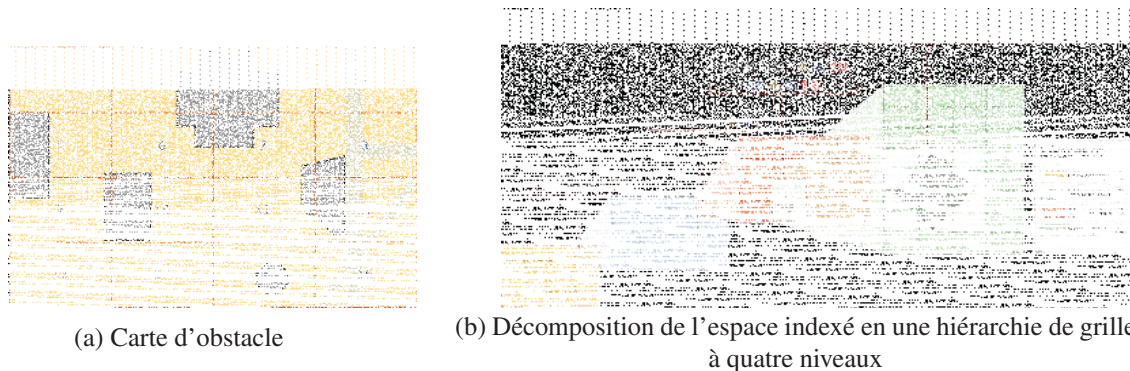 (a) Carte d'obstacle
(b) Décomposition de l'espace indexé en une hiérarchie de grille
à quatre niveaux